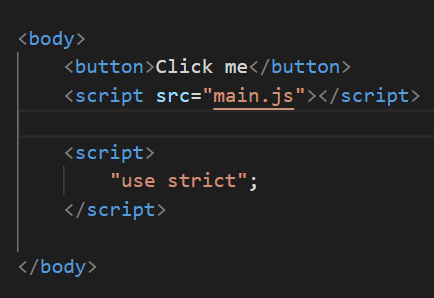 <body>
    <button>Click me</button>
    <script src="main.js"></script>
    <script>
        "use strict";
    </script>
</body>